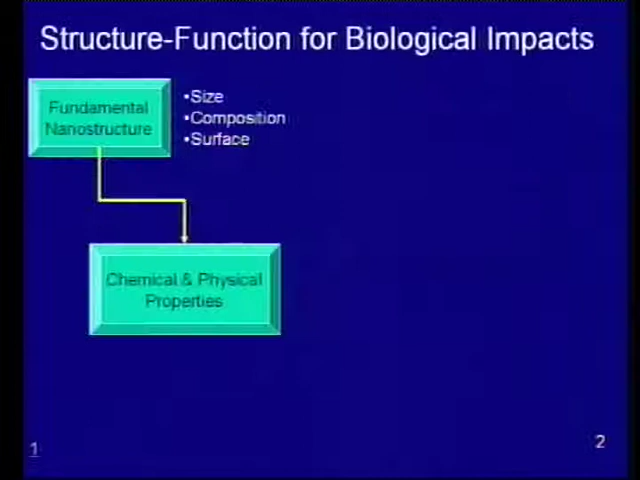 Structure-Function for Biological Impacts
Fundamental
Nanostructure
•Size
•Composition
•Surface
Chemical & Physical
Properties
1
2